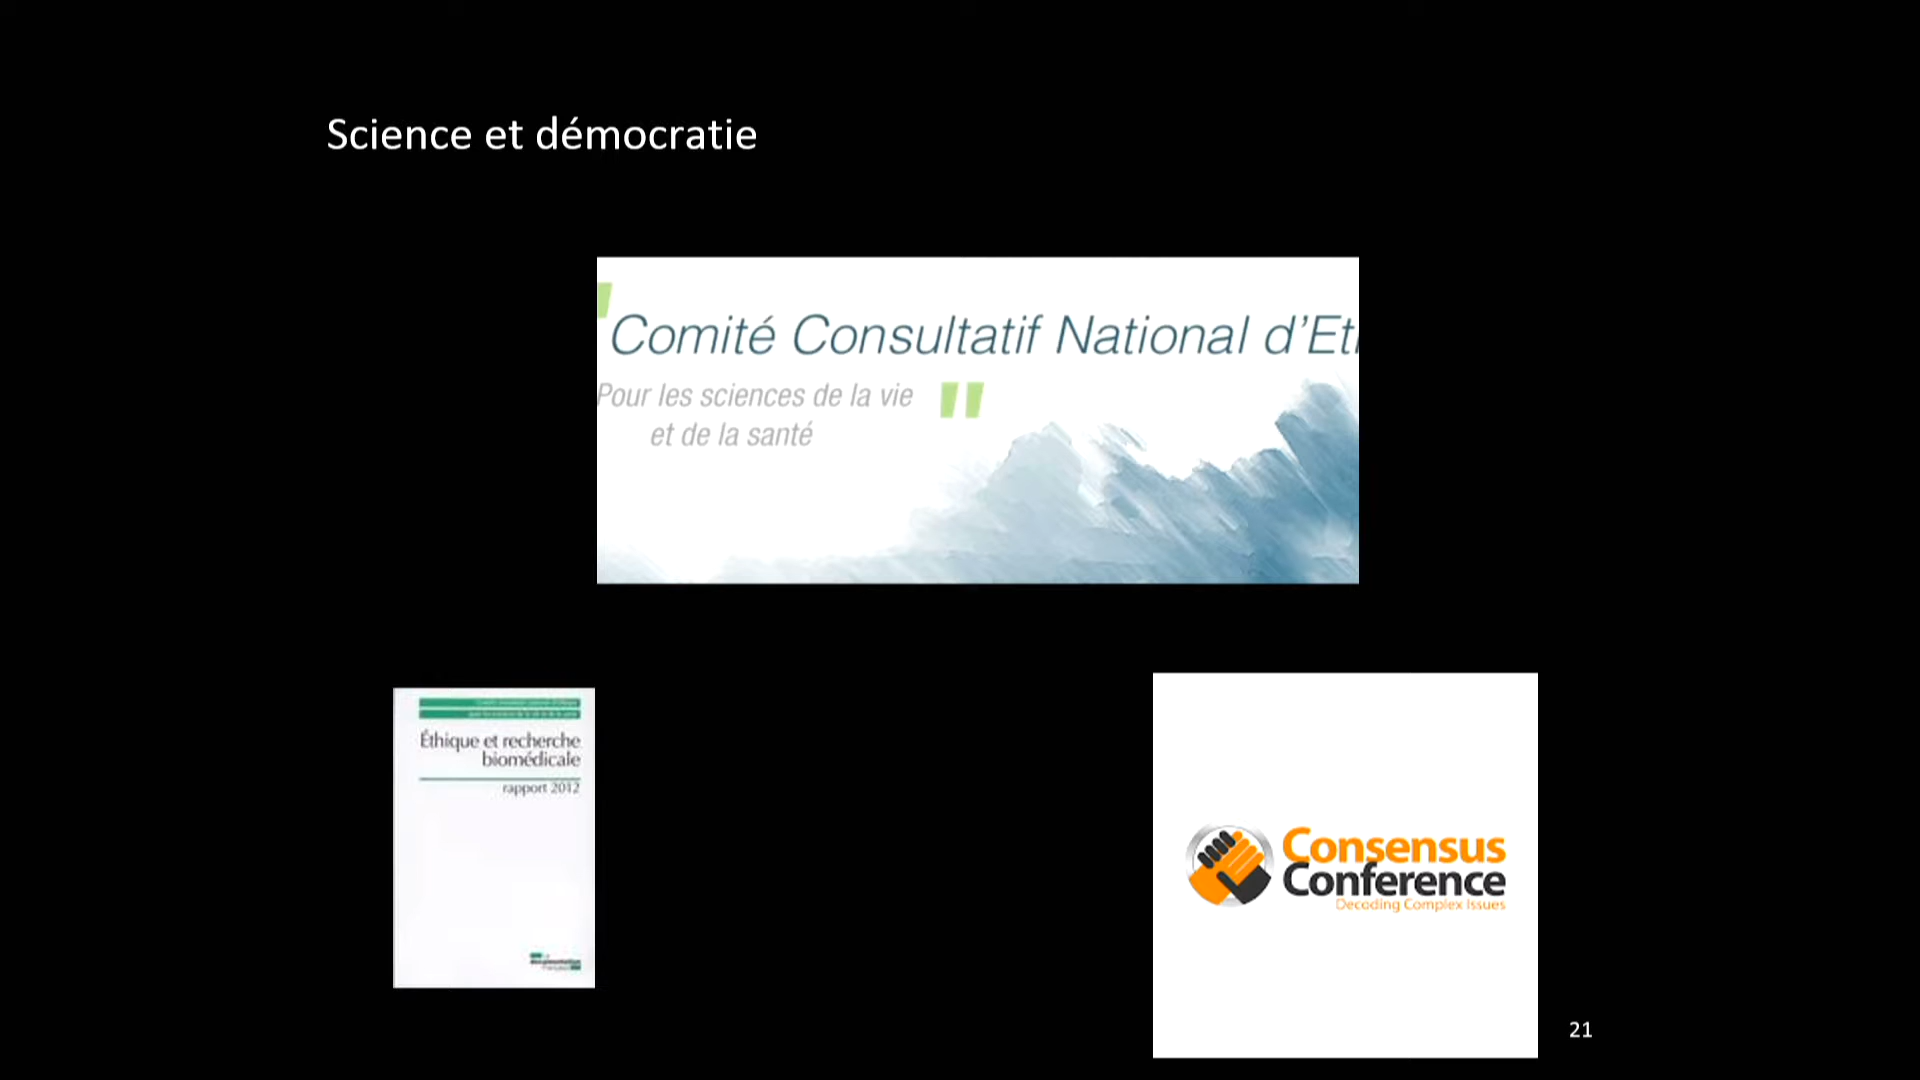 Science et démocratie
Comité Consultatif National d'Et
Pour les sciences de la vie
et de la santé
Éthique et recherche
biomédicale
rapport 2012
Consensus
Conference
Decoding Complex Issues
21